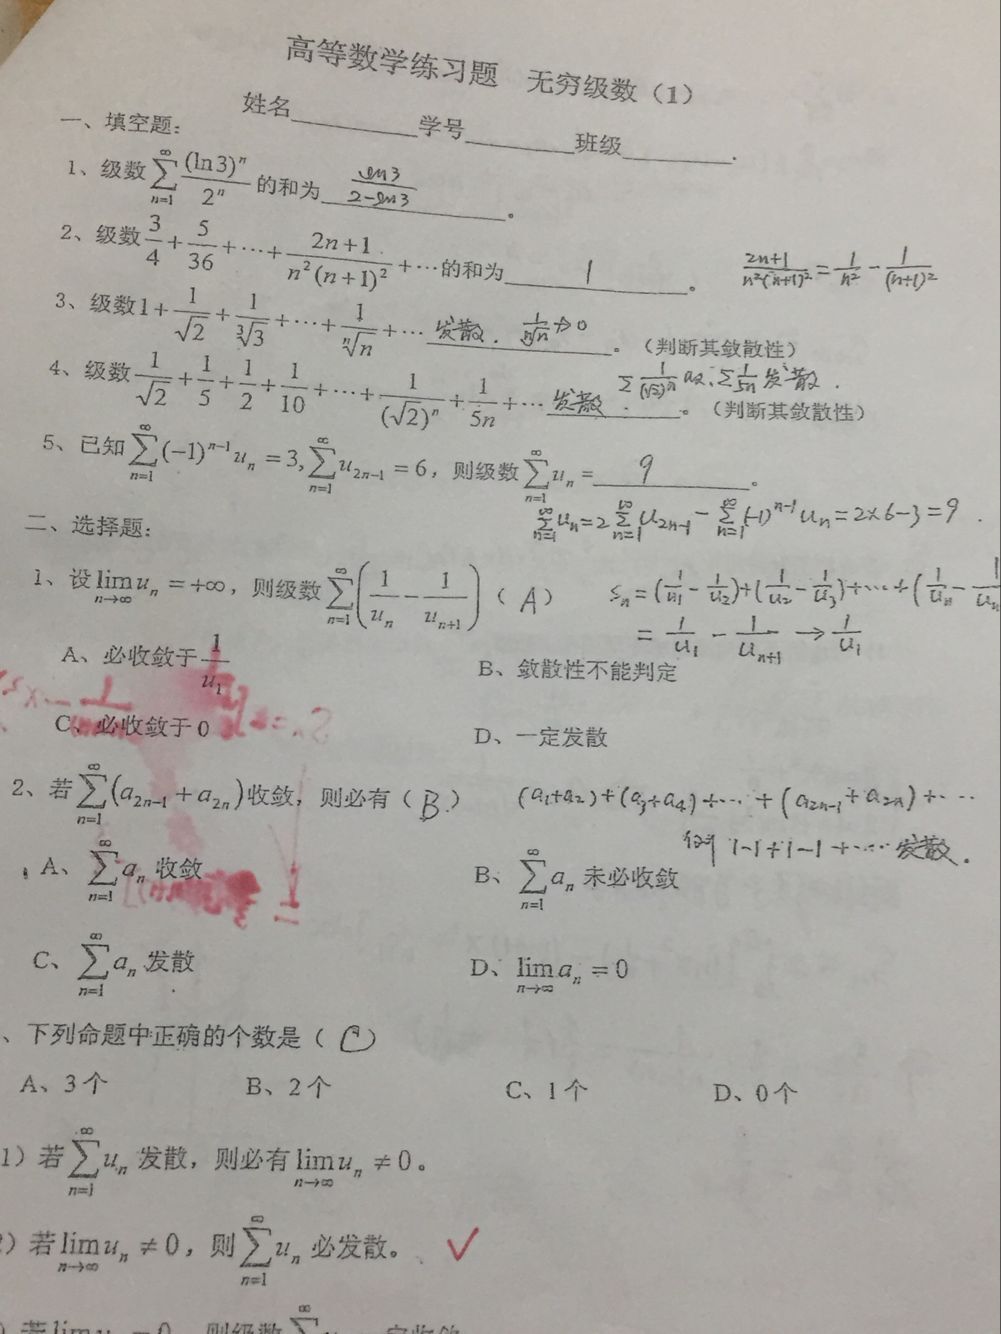 高等数学练习题 无穷级数（1）
姓名________学号________班级________.
一、填空题：
1、级数 \sum_{n=1}^{\infty} \frac{(\ln 3)^n}{2^n} 的和为 \frac{\ln 3}{2-\ln 3} 。
2、级数 \frac{3}{4}+\frac{5}{36}+\cdots+\frac{2n+1}{n^2(n+1)^2}+\cdots 的和为 1 。 \frac{2n+1}{n^2(n+1)^2}=\frac{1}{n^2}-\frac{1}{(n+1)^2}
3、级数 1+\frac{1}{\sqrt{2}}+\frac{1}{\sqrt[3]{3}}+\cdots+\frac{1}{\sqrt[n]{n}}+\cdots 发散. \frac{1}{\sqrt[n]{n}}\not\to 0 。（判断其敛散性）
4、级数 \frac{1}{\sqrt{2}}+\frac{1}{5}+\frac{1}{2}+\frac{1}{10}+\cdots+\frac{1}{(\sqrt{2})^n}+\frac{1}{5n}+\cdots 发散. 。（判断其敛散性）
\sum\frac{1}{(\sqrt{2})^n} 收. \sum\frac{1}{5n} 发散.
5、已知 \sum_{n=1}^{\infty}(-1)^{n-1}u_n=3, \sum_{n=1}^{\infty}u_{2n-1}=6，则级数 \sum_{n=1}^{\infty}u_n= 9 。
\sum_{n=1}^{\infty}u_n=2\sum_{n=1}^{\infty}u_{2n-1}-\sum_{n=1}^{\infty}(-1)^{n-1}u_n=2×6-3=9.
二、选择题：
1、设 \lim_{n\to\infty}u_n=+\infty，则级数 \sum_{n=1}^{\infty}\left(\frac{1}{u_n}-\frac{1}{u_{n+1}}\right)（ A ） s_n=(\frac{1}{u_1}-\frac{1}{u_2})+(\frac{1}{u_2}-\frac{1}{u_3})+\cdots+(\frac{1}{u_n}-\frac{1}{u_n
=\frac{1}{u_1}-\frac{1}{u_{n+1}}\to\frac{1}{u_1}
A、必收敛于 \frac{1}{u_1} B、敛散性不能判定
C、必收敛于 0 D、一定发散
2、若 \sum_{n=1}^{\infty}(a_{2n-1}+a_{2n}) 收敛，则必有（ B. ） (a_1+a_2)+(a_3+a_4)+\cdots+(a_{2n-1}+a_{2n})+\cdots
例 1-1+1-1+\cdots 发散.
A、\sum_{n=1}^{\infty}a_n 收敛 B、\sum_{n=1}^{\infty}a_n 未必收敛
C、\sum_{n=1}^{\infty}a_n 发散 D、\lim_{n\to\infty}a_n=0
、下列命题中正确的个数是（ C ）
A、3 个 B、2 个 C、1 个 D、0 个
1）若 \sum_{n=1}^{\infty}u_n 发散，则必有 \lim_{n\to\infty}u_n\neq 0。
2）若 \lim_{n\to\infty}u_n\neq 0，则 \sum_{n=1}^{\infty}u_n 必发散。 ✓